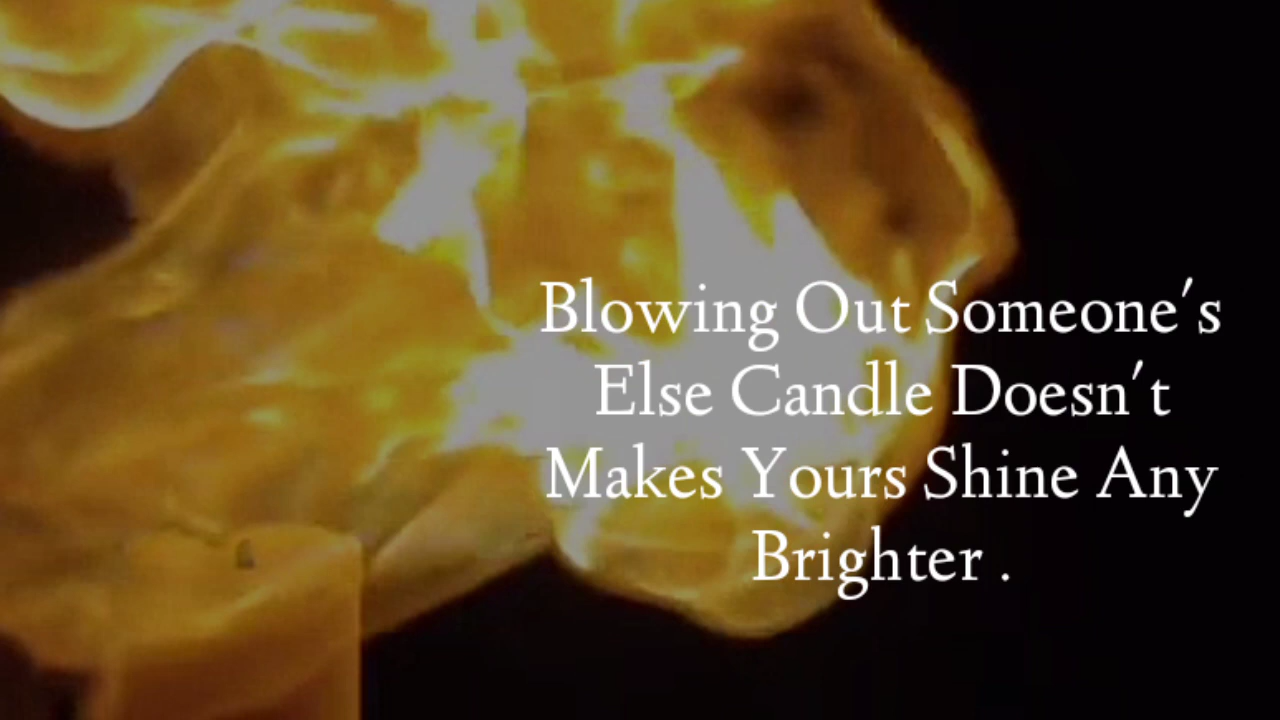 Blowing Out Someone's
Else Candle Doesn't
Makes Yours Shine Any
Brighter .